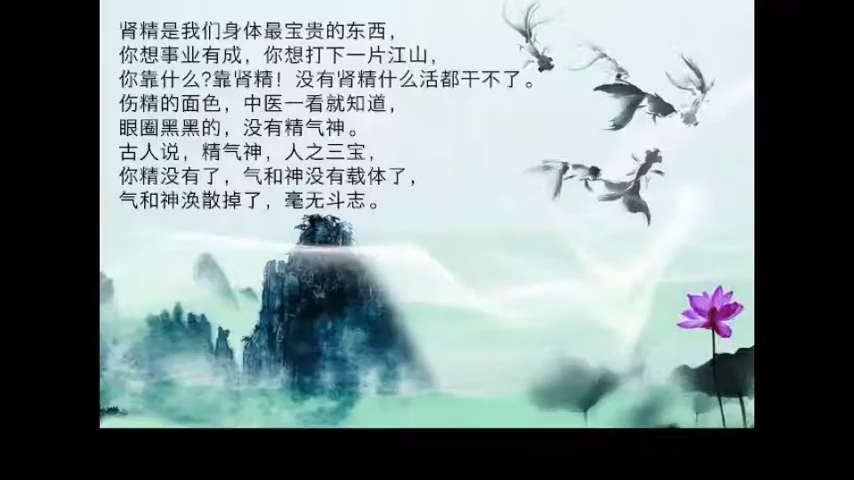 肾精是我们身体最宝贵的东西，
你想事业有成，你想打下一片江山，
你靠什么?靠肾精！没有肾精什么活都干不了。
伤精的面色，中医一看就知道，
眼圈黑黑的，没有精气神。
古人说，精气神，人之三宝，
你精没有了，气和神没有载体了，
气和神涣散掉了，毫无斗志。